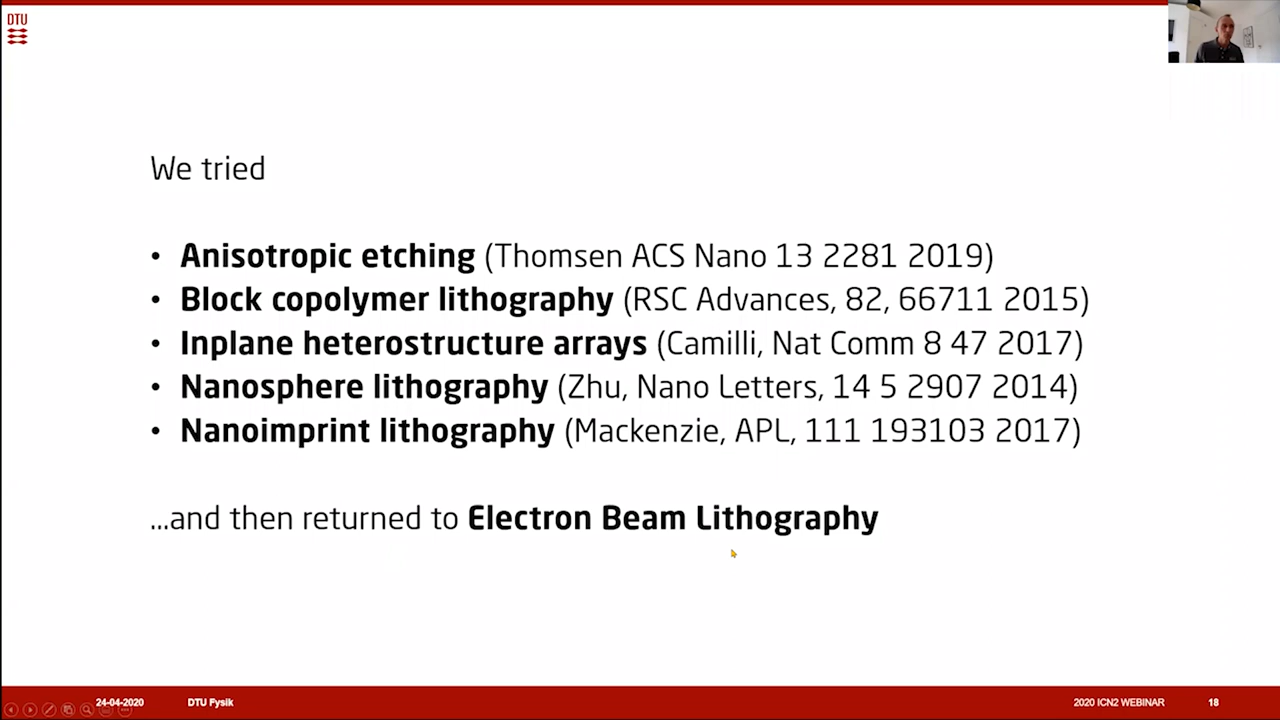 DTU
We tried
• Anisotropic etching (Thomsen ACS Nano 13 2281 2019)
• Block copolymer lithography (RSC Advances, 82, 66711 2015)
• Inplane heterostructure arrays (Camilli, Nat Comm 8 47 2017)
• Nanosphere lithography (Zhu, Nano Letters, 14 5 2907 2014)
• Nanoimprint lithography (Mackenzie, APL, 111 193103 2017)
...and then returned to Electron Beam Lithography
24-04-2020 DTU Fysik 2020 ICN2 WEBINAR 18